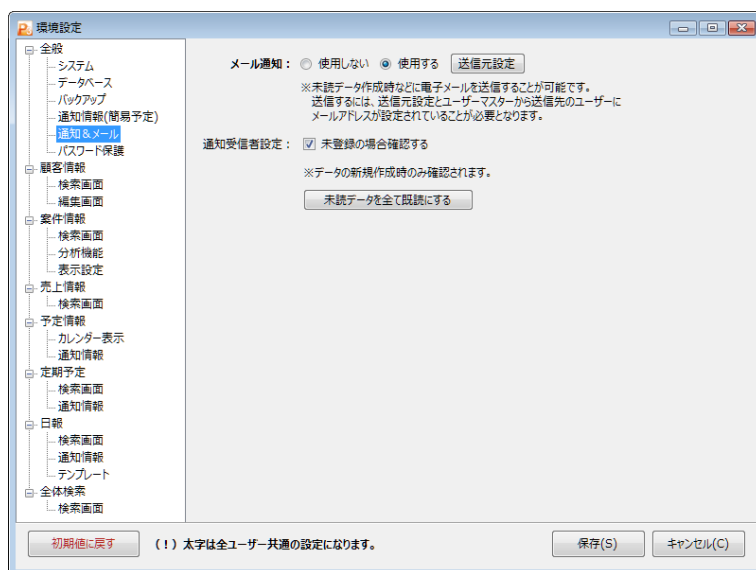 環境設定
全般
システム
データベース
バックアップ
通知情報(簡易予定)
通知&メール
パスワード保護
顧客情報
検索画面
編集画面
案件情報
検索画面
分析機能
表示設定
売上情報
検索画面
予定情報
カレンダー表示
通知情報
定期予定
検索画面
通知情報
日報
検索画面
通知情報
テンプレート
全体検索
検索画面
メール通知: 使用しない 使用する 送信元設定
※未読データ作成時などに電子メールを送信することが可能です。
送信するには、送信元設定とユーザーマスターから送信先のユーザーに
メールアドレスが設定されていることが必要となります。
通知受信者設定: 未登録の場合確認する
※データの新規作成時のみ確認されます。
未読データを全て既読にする
初期値に戻す (!)太字は全ユーザー共通の設定になります。 保存(S) キャンセル(C)